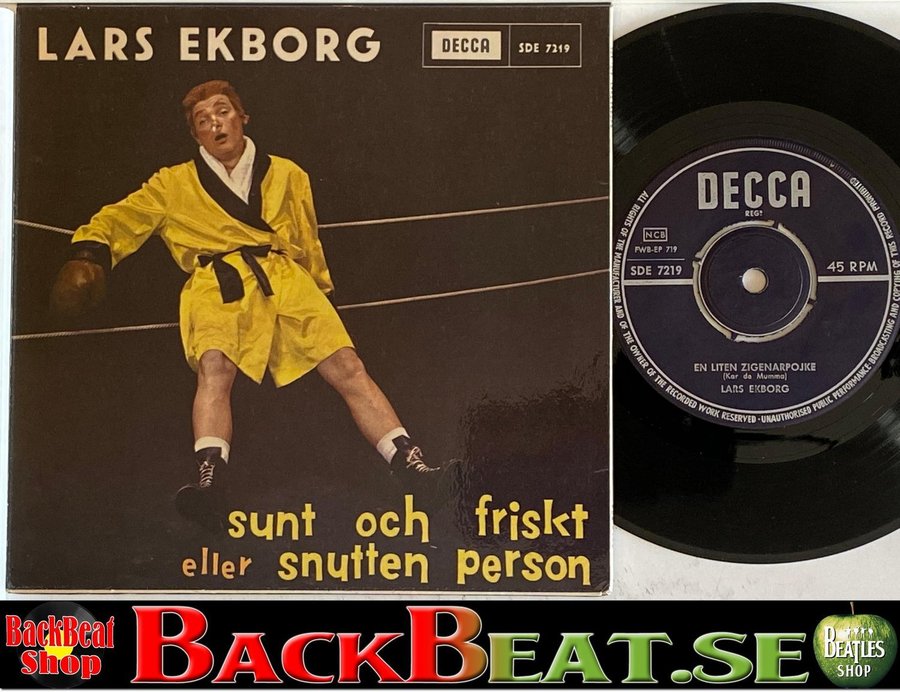 LARS EKBORG
DECCA SDE 7219
sunt och friskt
eller snutten person
DECCA
REGD
NCB
FWB-EP 719
SDE 7219
45 RPM
EN LITEN ZIGENARPOJKE
(Kar de Mumma)
LARS EKBORG
ALL RIGHTS OF THE MANUFACTURER AND OF THE OWNER OF THE RECORDED WORK RESERVED · UNAUTHORISED PUBLIC PERFORMANCE BROADCASTING AND COPYING OF THIS RECORD PROHIBITED
BackBeat
Shop
BACKBEAT.SE
BEATLES
SHOP